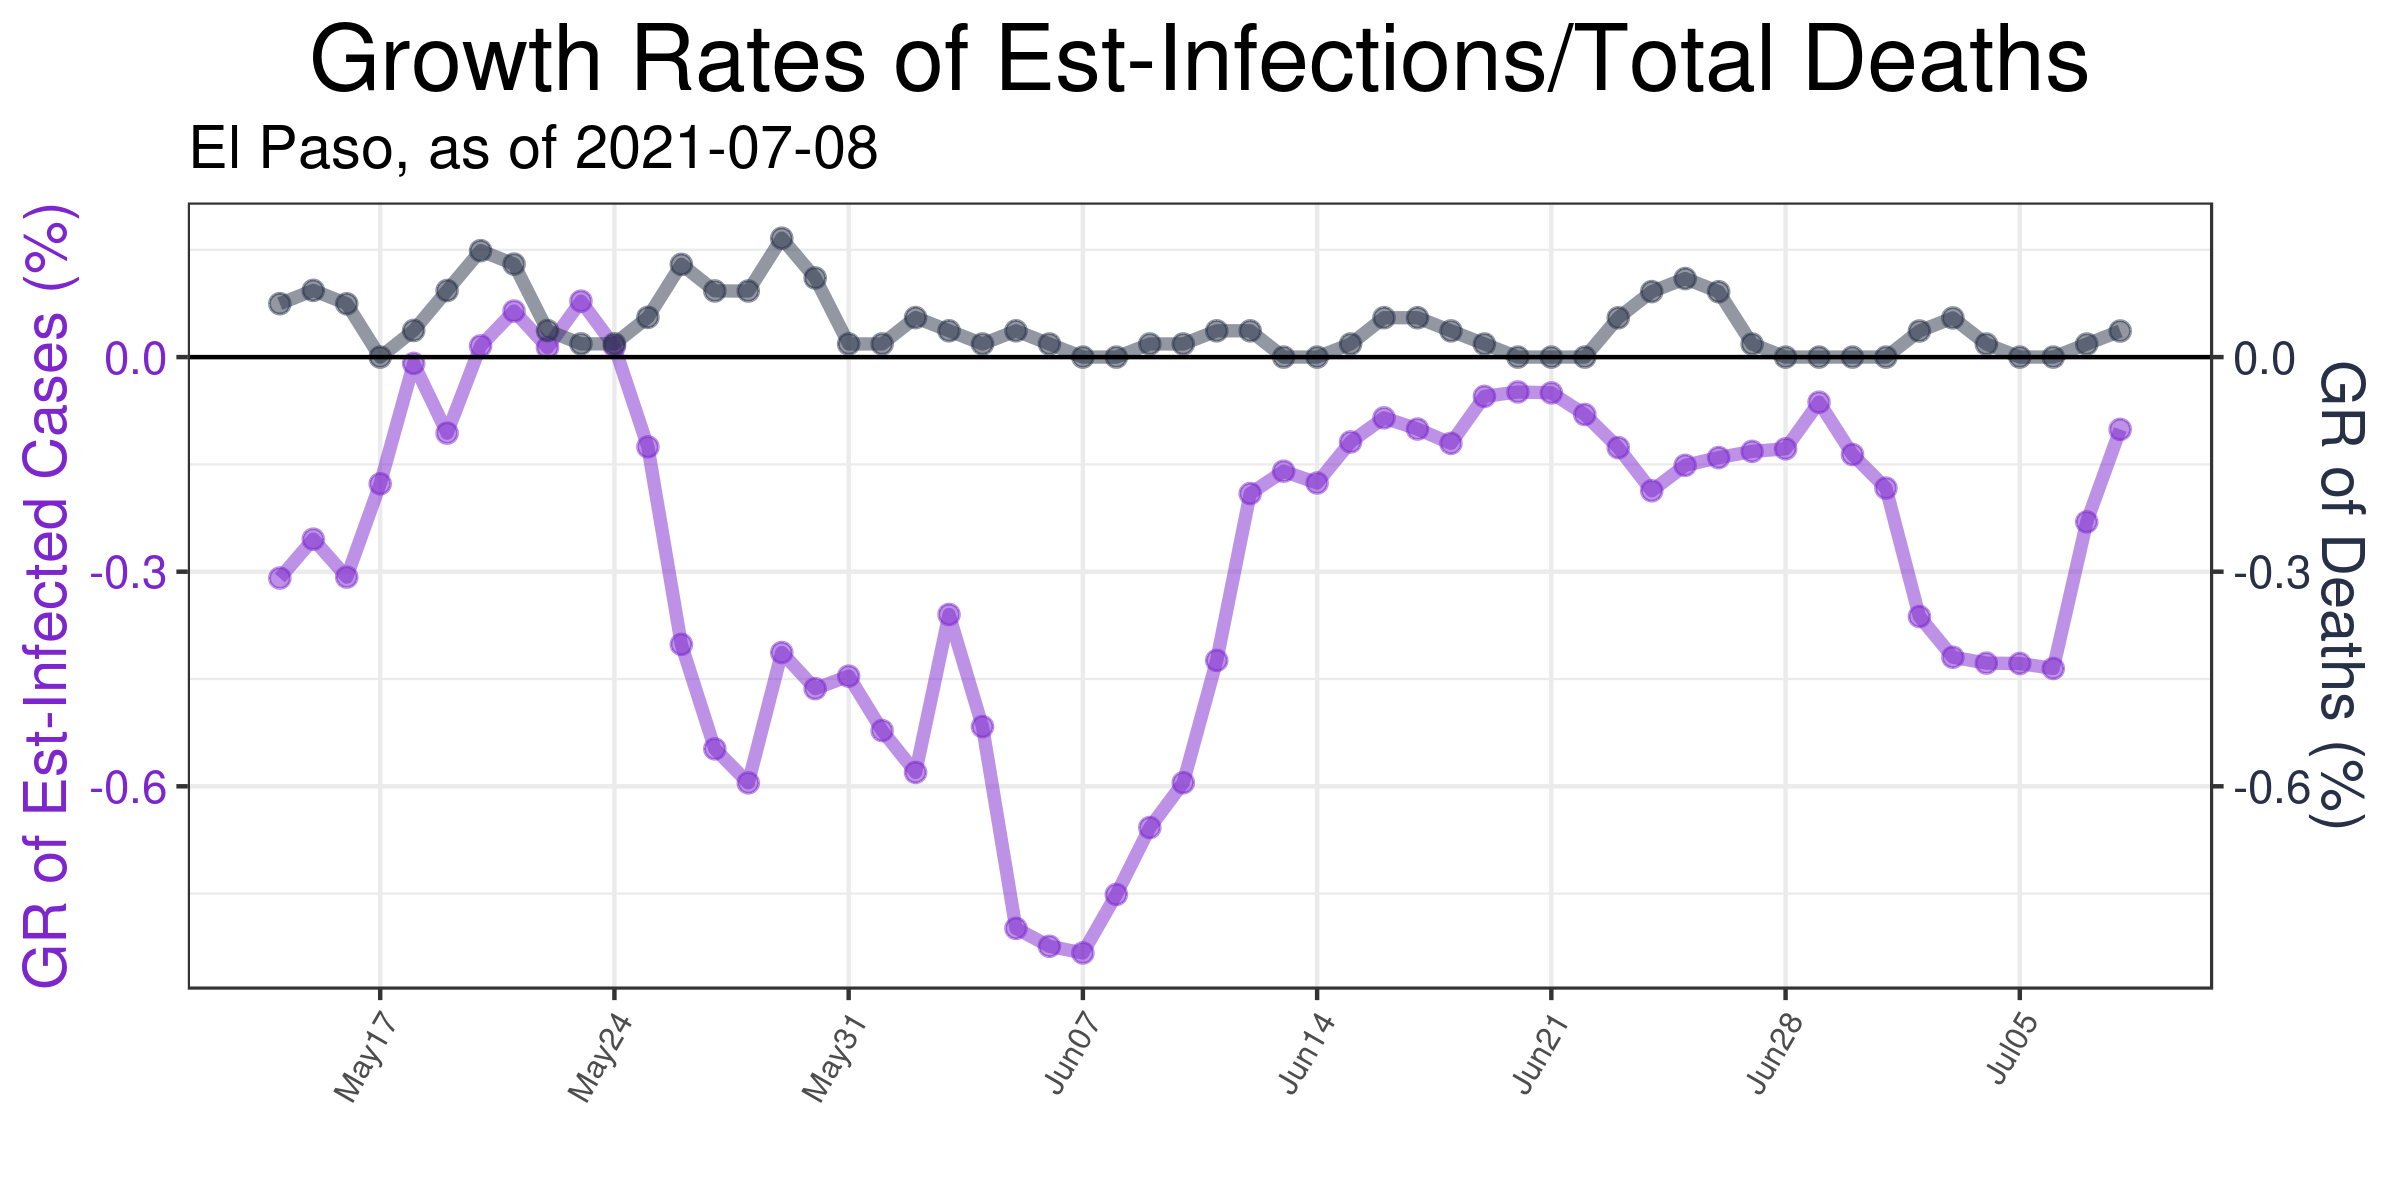 Growth Rates of Est-Infections/Total Deaths
El Paso, as of 2021-07-08
GR of Est-Infected Cases (%)
0.0
-0.3
-0.6
0.0
-0.3
-0.6
GR of Deaths (%)
May17
May24
May31
Jun07
Jun14
Jun21
Jun28
Jul05